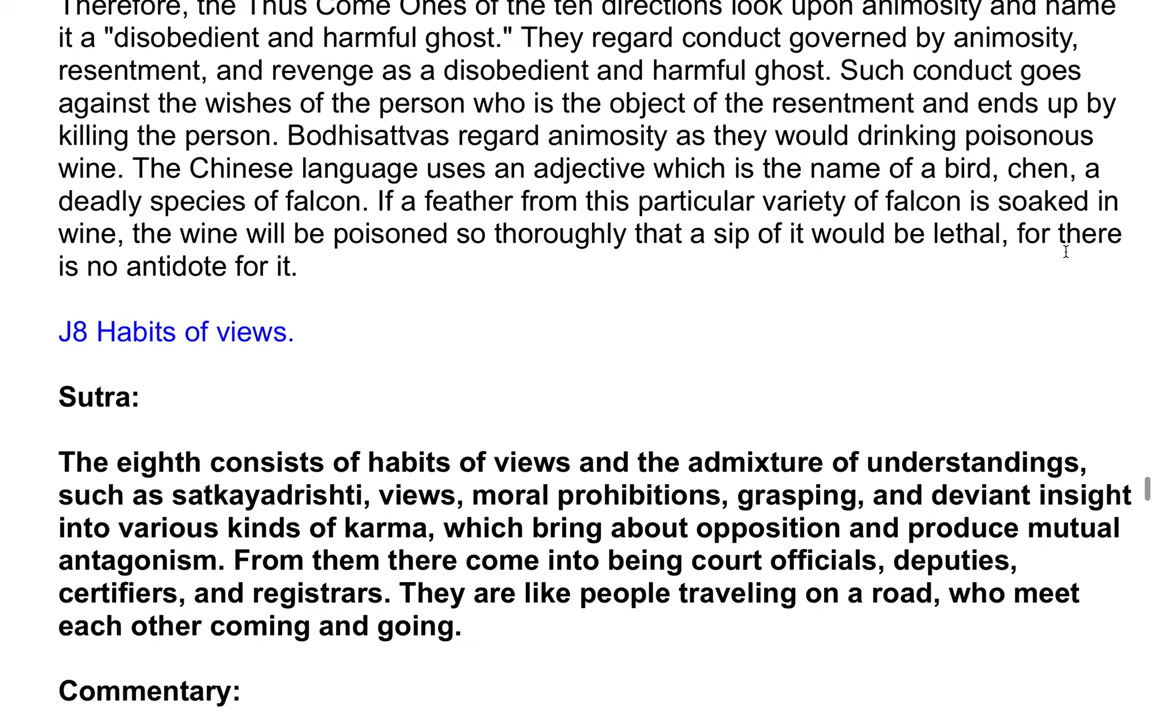 Therefore, the Thus Come Ones of the ten directions look upon animosity and name
it a "disobedient and harmful ghost." They regard conduct governed by animosity,
resentment, and revenge as a disobedient and harmful ghost. Such conduct goes
against the wishes of the person who is the object of the resentment and ends up by
killing the person. Bodhisattvas regard animosity as they would drinking poisonous
wine. The Chinese language uses an adjective which is the name of a bird, chen, a
deadly species of falcon. If a feather from this particular variety of falcon is soaked in
wine, the wine will be poisoned so thoroughly that a sip of it would be lethal, for there
is no antidote for it.
J8 Habits of views.
Sutra:
The eighth consists of habits of views and the admixture of understandings,
such as satkayadrishti, views, moral prohibitions, grasping, and deviant insight
into various kinds of karma, which bring about opposition and produce mutual
antagonism. From them there come into being court officials, deputies,
certifiers, and registrars. They are like people traveling on a road, who meet
each other coming and going.
Commentary: